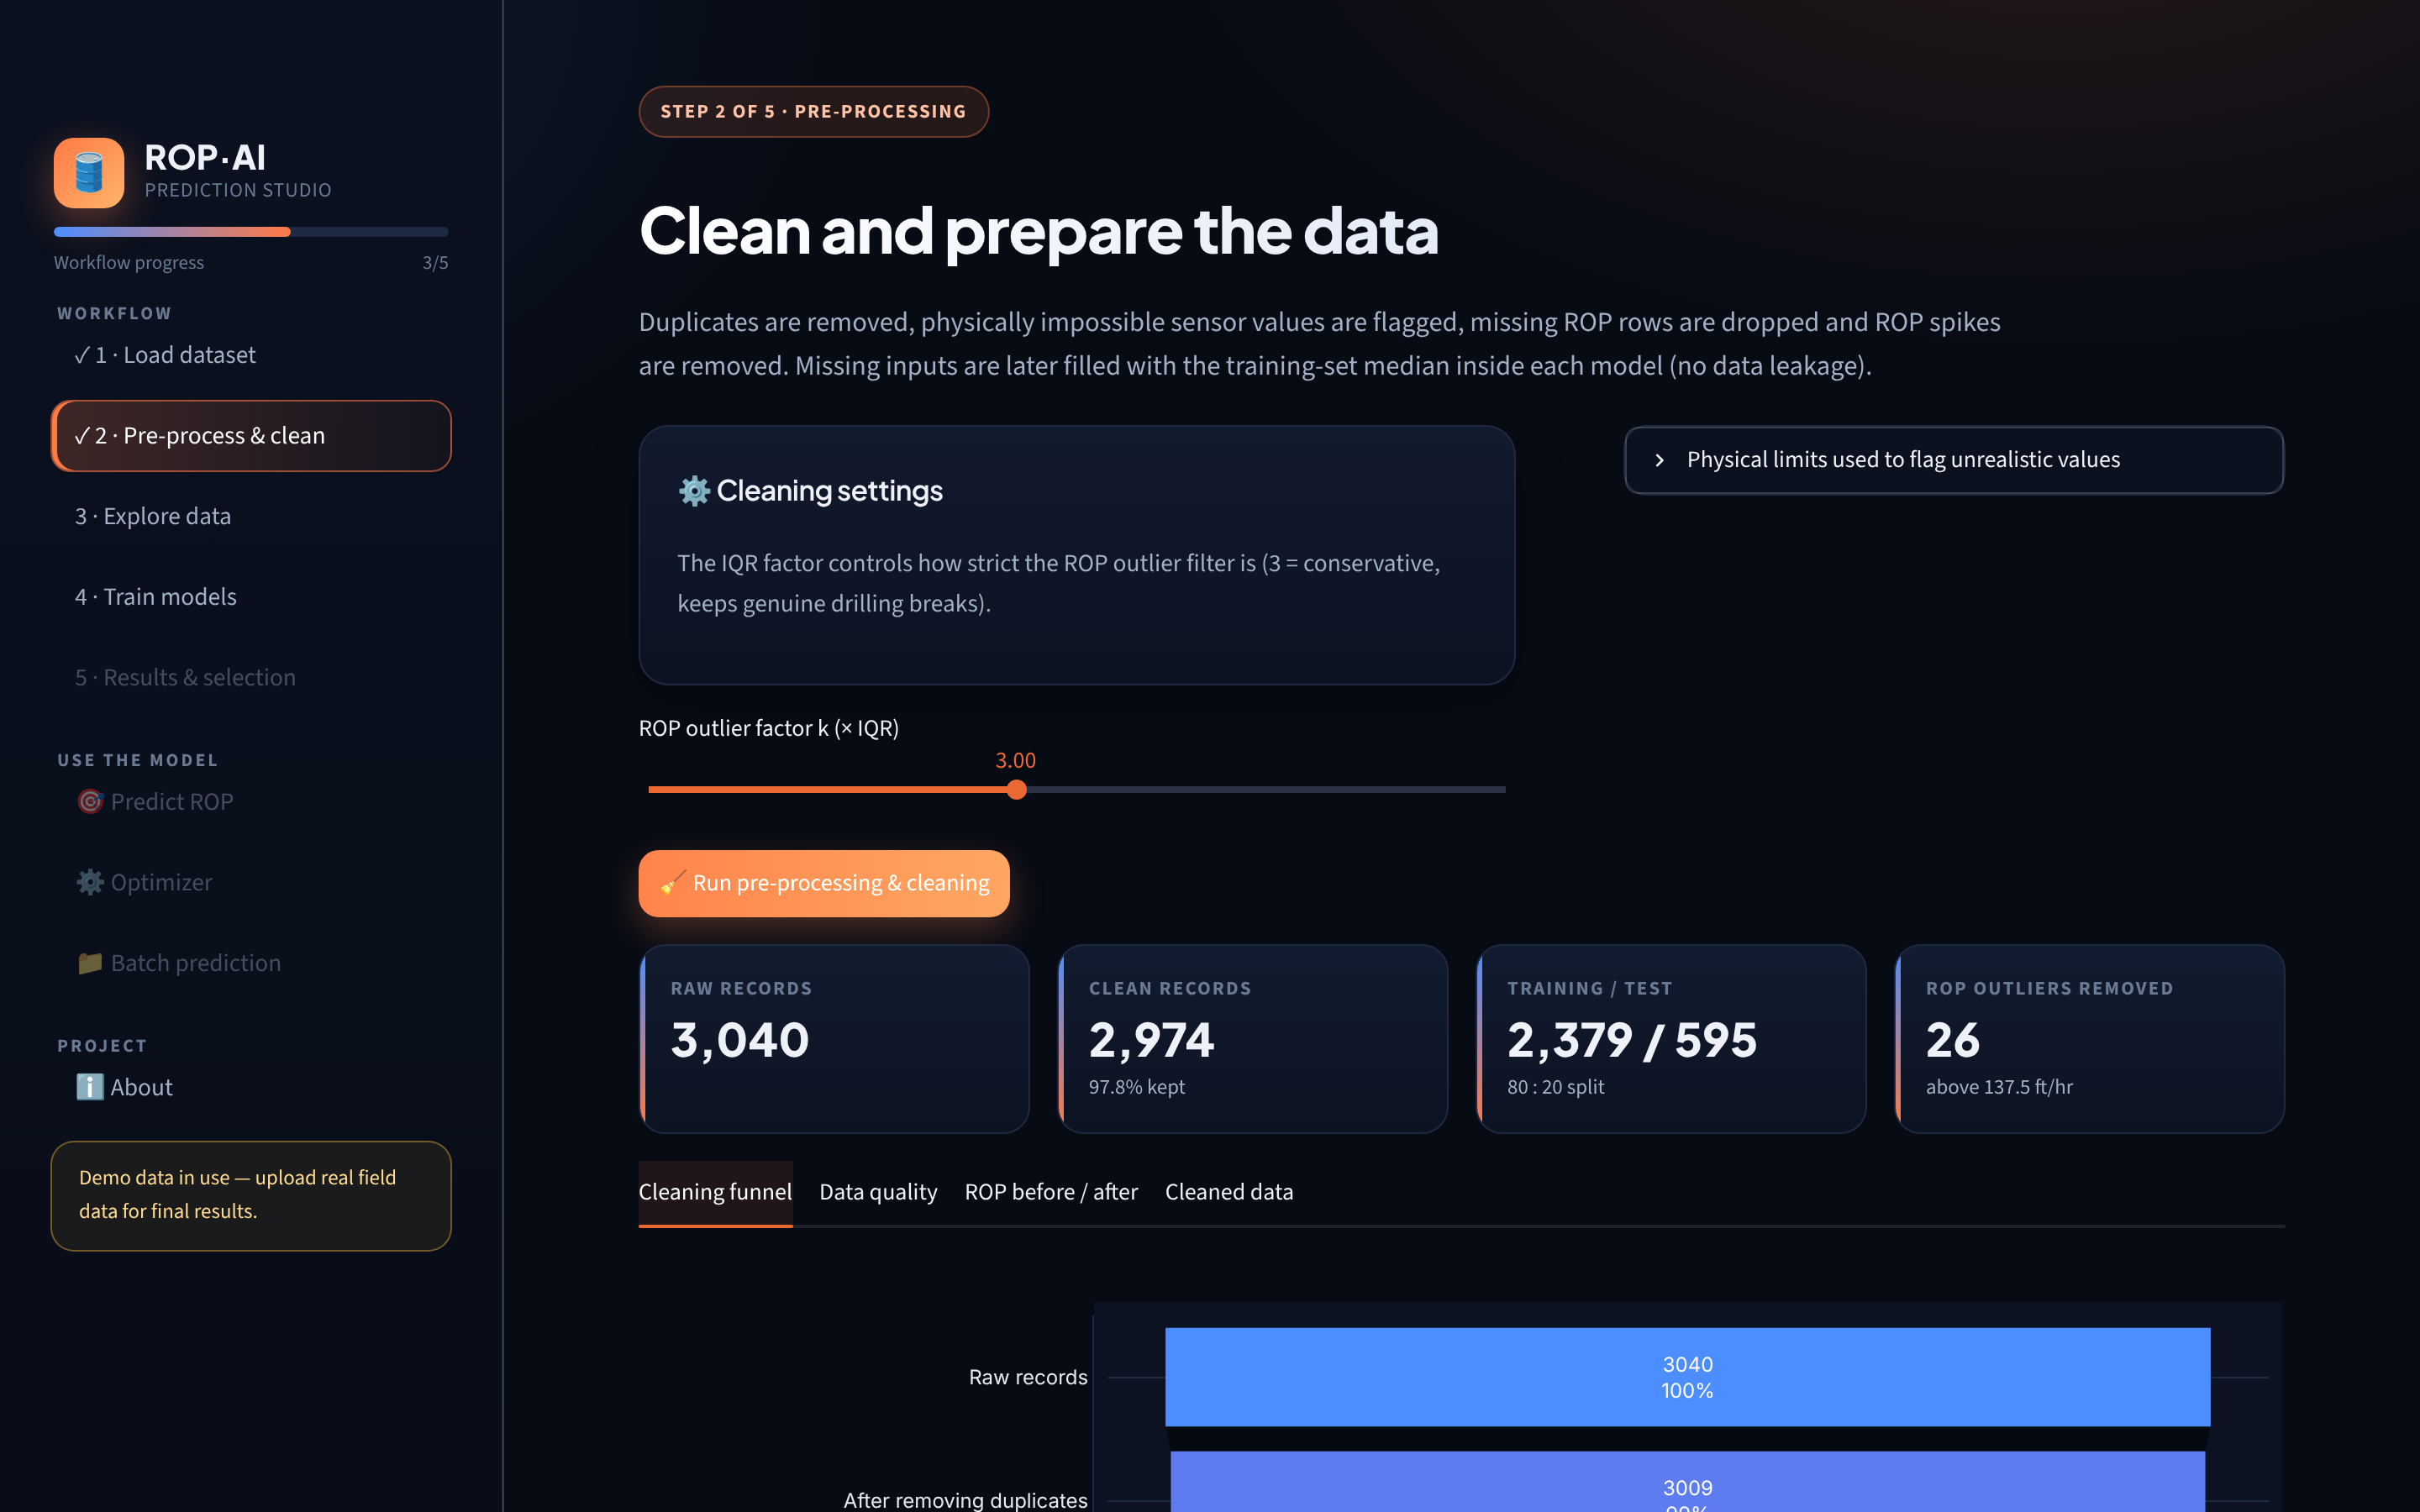 ROP·AI
PREDICTION STUDIO
Workflow progress 3/5
WORKFLOW
✓ 1 · Load dataset
✓ 2 · Pre-process & clean
3 · Explore data
4 · Train models
5 · Results & selection
USE THE MODEL
🎯 Predict ROP
⚙️ Optimizer
📁 Batch prediction
PROJECT
ℹ️ About
Demo data in use — upload real field
data for final results.
STEP 2 OF 5 · PRE-PROCESSING
Clean and prepare the data
Duplicates are removed, physically impossible sensor values are flagged, missing ROP rows are dropped and ROP spikes
are removed. Missing inputs are later filled with the training-set median inside each model (no data leakage).
⚙️ Cleaning settings
The IQR factor controls how strict the ROP outlier filter is (3 = conservative,
keeps genuine drilling breaks).
Physical limits used to flag unrealistic values
ROP outlier factor k (× IQR)
3.00
🧹 Run pre-processing & cleaning
RAW RECORDS
3,040
CLEAN RECORDS
2,974
97.8% kept
TRAINING / TEST
2,379 / 595
80 : 20 split
ROP OUTLIERS REMOVED
26
above 137.5 ft/hr
Cleaning funnel Data quality ROP before / after Cleaned data
Raw records
3040
100%
After removing duplicates
3009